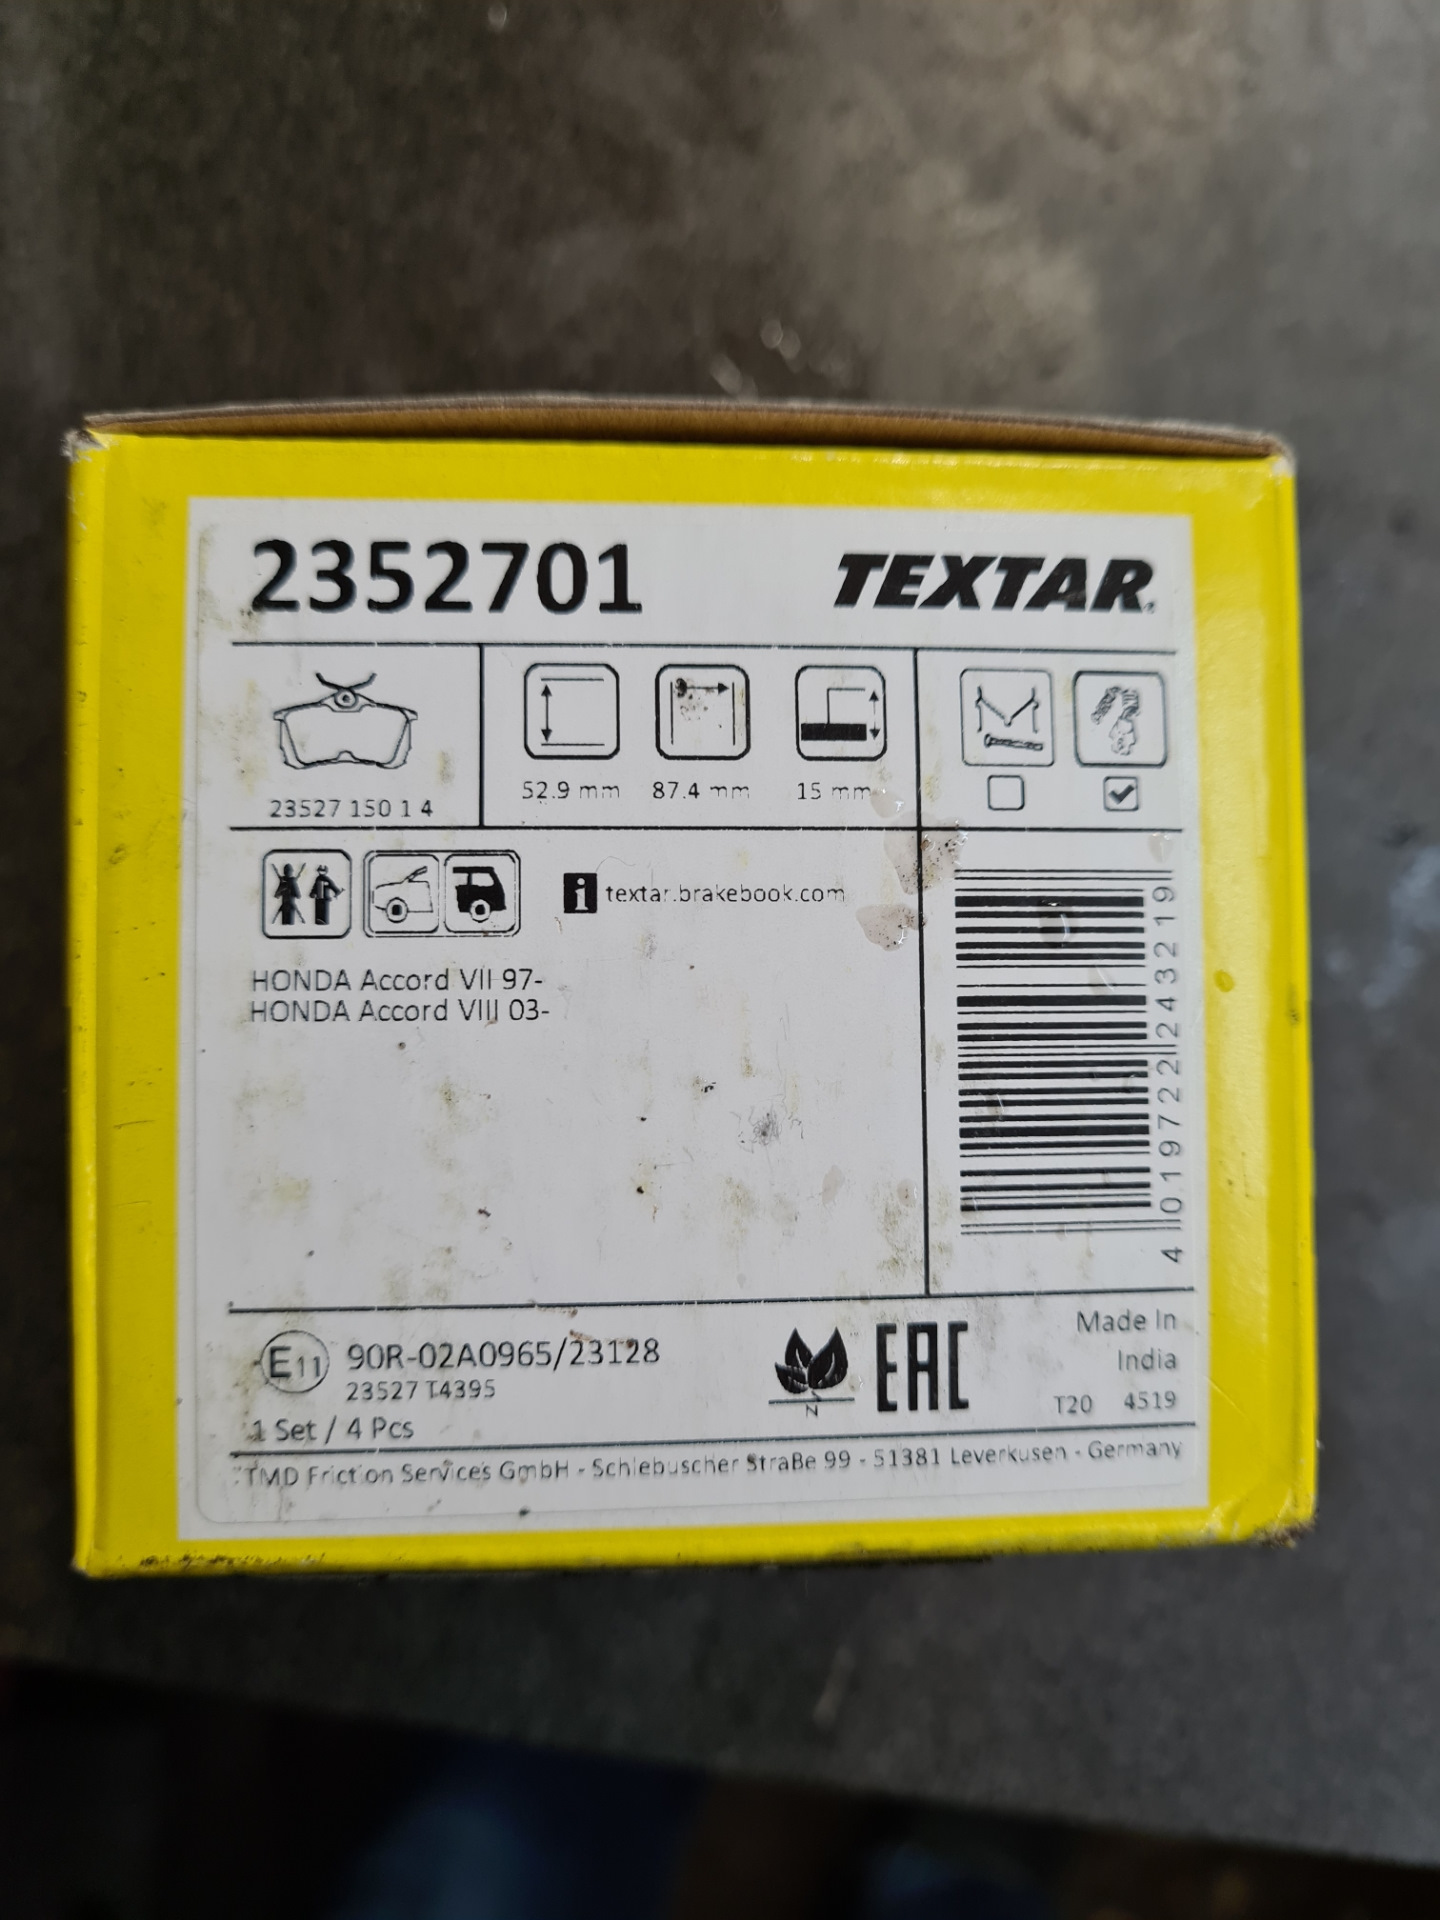 2352701
TEXTAR
23527 150 1 4
52.9 mm
87.4 mm
15 mm
i textar.brakebook.com
HONDA Accord VII 97-
HONDA Accord VIII 03-
4 019722 243219
E11 90R-02A0965/23128
23527 T4395
1 Set / 4 Pcs
N
EAC
Made In
India
T20 4519
TMD Friction Services GmbH - Schlebuscher Straße 99 - 51381 Leverkusen - Germany